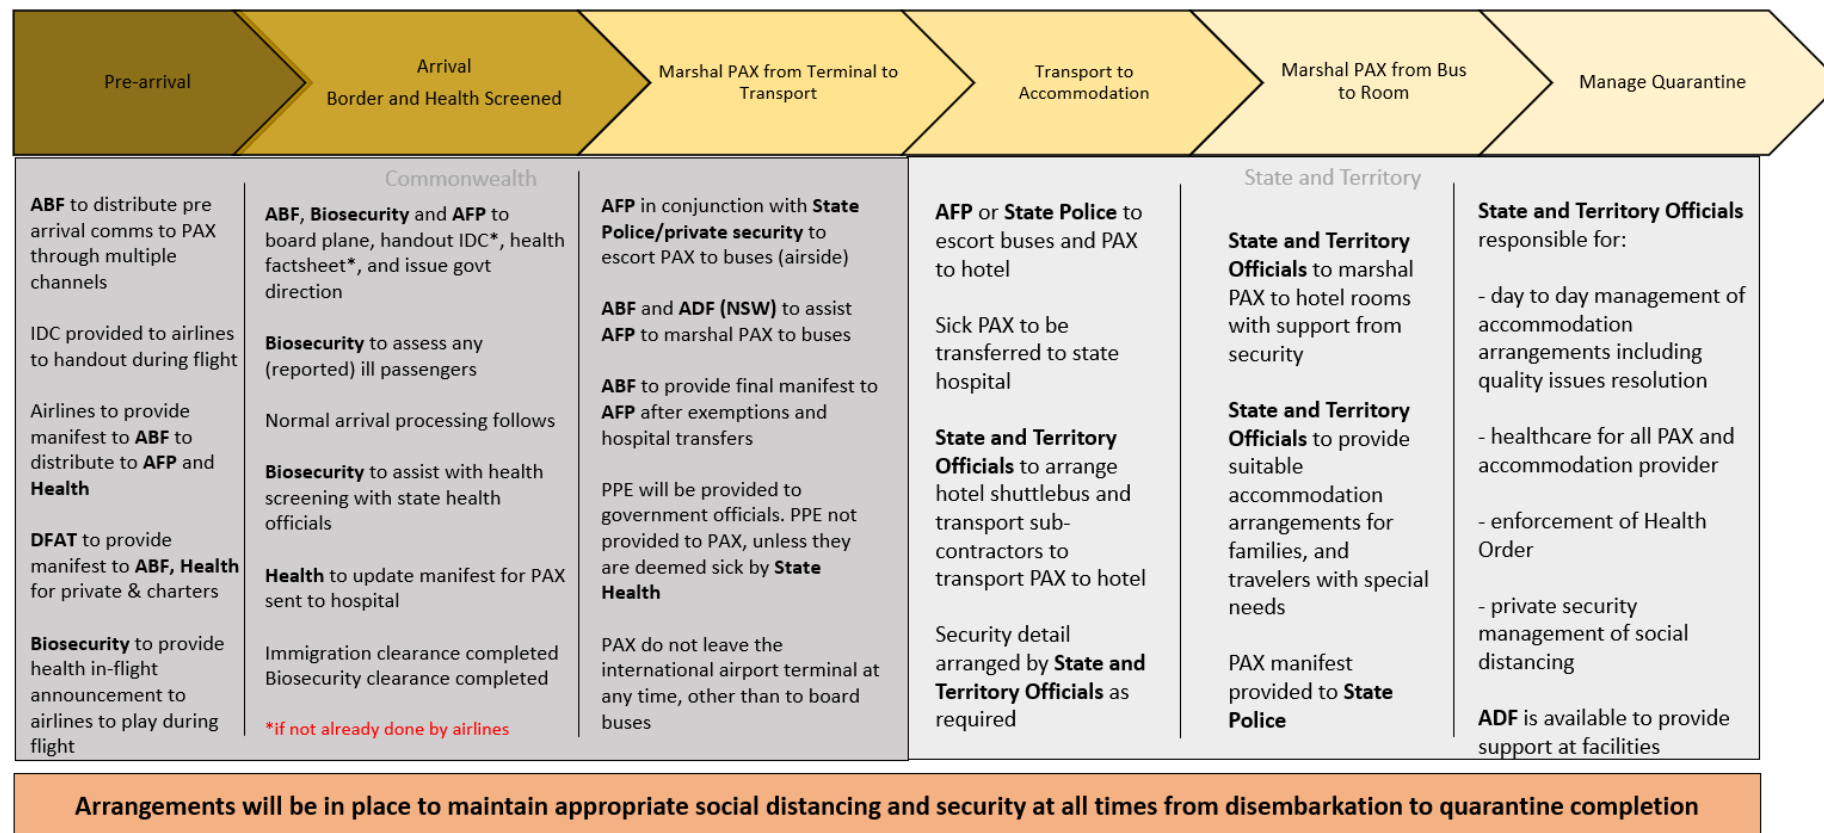 Pre-arrival
Arrival
Border and Health Screened
Marshal PAX from Terminal to
Transport
Transport to
Accommodation
Marshal PAX from Bus
to Room
Manage Quarantine
Commonwealth
ABF to distribute pre
arrival comms to PAX
through multiple
channels
IDC provided to airlines
to handout during flight
Airlines to provide
manifest to ABF to
distribute to AFP and
Health
DFAT to provide
manifest to ABF, Health
for private & charters
Biosecurity to provide
health in-flight
announcement to
airlines to play during
flight
ABF, Biosecurity and AFP to
board plane, handout IDC*, health
factsheet*, and issue govt
direction
Biosecurity to assess any
(reported) ill passengers
Normal arrival processing follows
Biosecurity to assist with health
screening with state health
officials
Health to update manifest for PAX
sent to hospital
Immigration clearance completed
Biosecurity clearance completed
*if not already done by airlines
AFP in conjunction with State
Police/private security to
escort PAX to buses (airside)
ABF and ADF (NSW) to assist
AFP to marshal PAX to buses
ABF to provide final manifest to
AFP after exemptions and
hospital transfers
PPE will be provided to
government officials. PPE not
provided to PAX, unless they
are deemed sick by State
Health
PAX do not leave the
international airport terminal at
any time, other than to board
buses
State and Territory
AFP or State Police to
escort buses and PAX
to hotel
Sick PAX to be
transferred to state
hospital
State and Territory
Officials to arrange
hotel shuttlebus and
transport sub-
contractors to
transport PAX to hotel
Security detail
arranged by State and
Territory Officials as
required
State and Territory
Officials to marshal
PAX to hotel rooms
with support from
security
State and Territory
Officials to provide
suitable
accommodation
arrangements for
families, and
travelers with special
needs
PAX manifest
provided to State
Police
State and Territory Officials
responsible for:
- day to day management of
accommodation
arrangements including
quality issues resolution
- healthcare for all PAX and
accommodation provider
- enforcement of Health
Order
- private security
management of social
distancing
ADF is available to provide
support at facilities
Arrangements will be in place to maintain appropriate social distancing and security at all times from disembarkation to quarantine completion